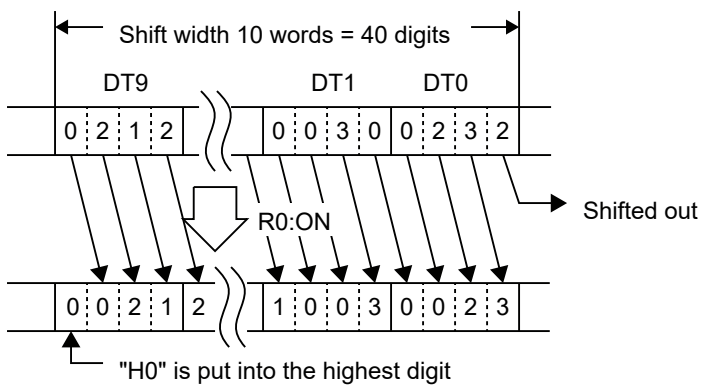 Shift width 10 words = 40 digits
DT9 DT1 DT0
0 2 1 2 0 0 3 0 0 2 3 2
Shifted out
R0:ON
0 0 2 1 2 1 0 0 3 0 0 2 3
"H0" is put into the highest digit